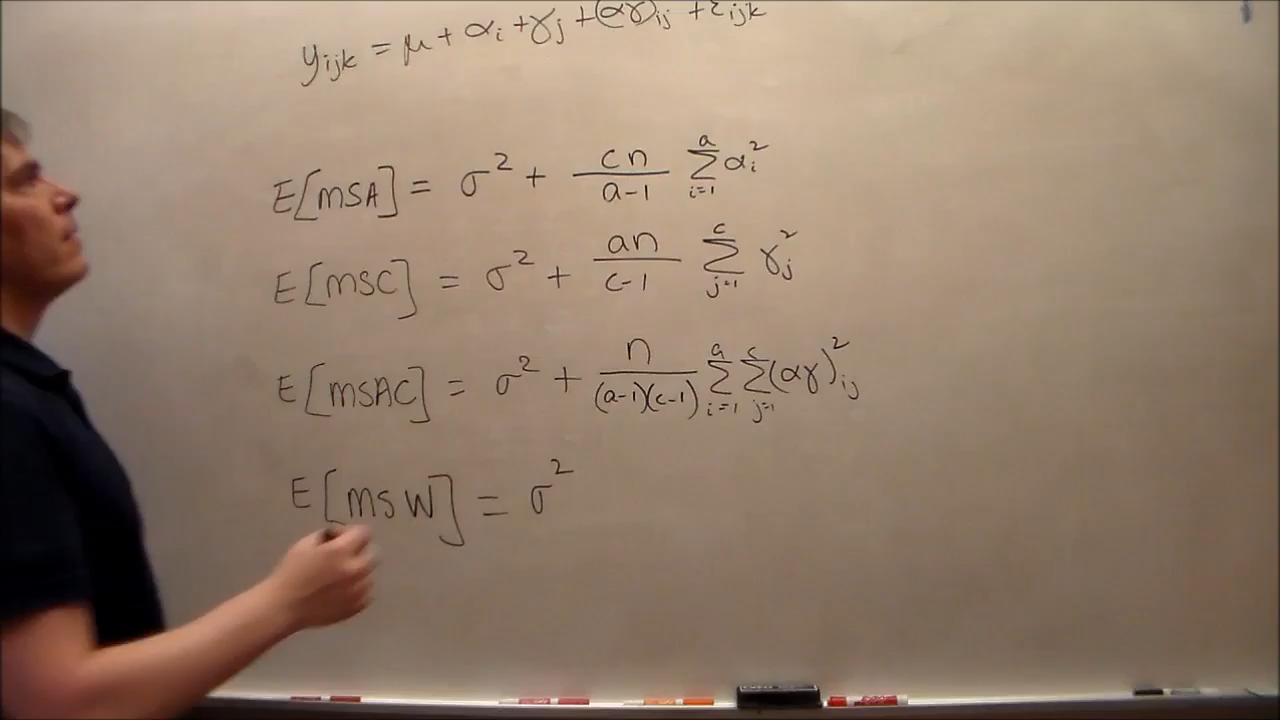 y_ijk = μ + α_i + γ_j + (αγ)_ij + ε_ijk
E[MSA] = σ² + cn/(a-1) Σ_{i=1}^{a} α_i²
E[MSC] = σ² + an/(c-1) Σ_{j=1}^{c} γ_j²
E[MSAC] = σ² + n/((a-1)(c-1)) Σ_{i=1}^{a} Σ_{j=1}^{c} (αγ)²_ij
E[MSW] = σ²